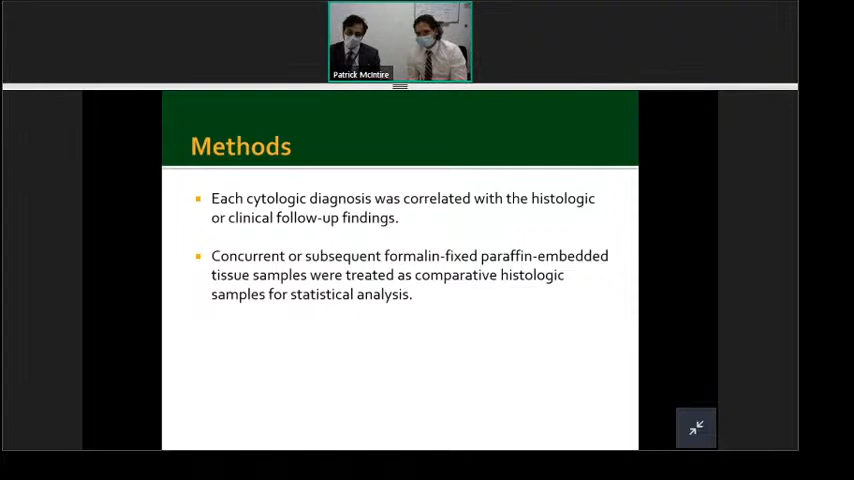 Patrick McIntire
Methods
Each cytologic diagnosis was correlated with the histologic
or clinical follow-up findings.
Concurrent or subsequent formalin-fixed paraffin-embedded
tissue samples were treated as comparative histologic
samples for statistical analysis.